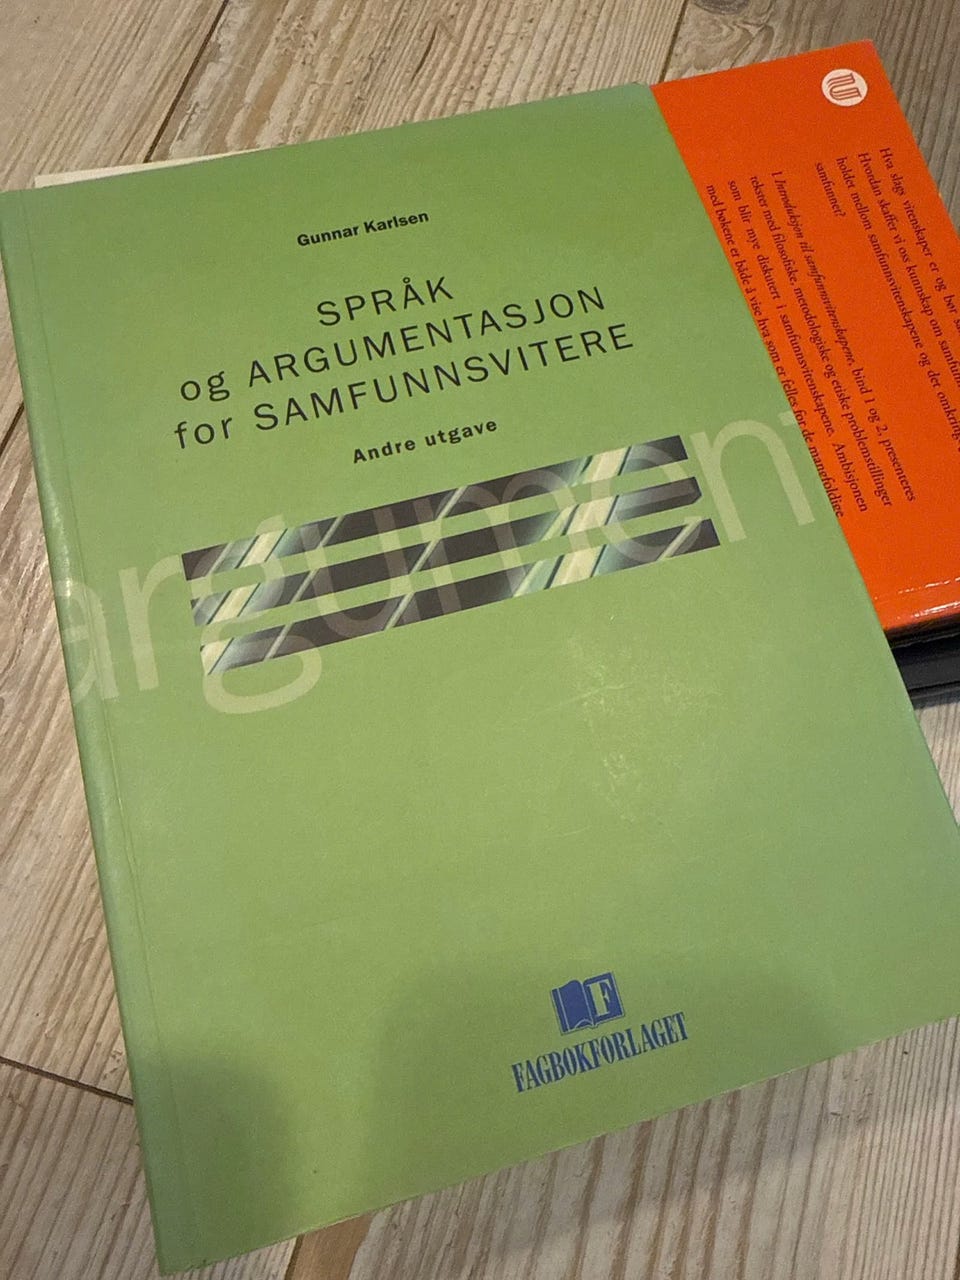 Gunnar Karlsen
SPRÅK
og ARGUMENTASJON
for SAMFUNNSVITERE
Andre utgave
argument
F
FAGBOKFORLAGET
Hva slags vitenskaper er og bør
Hvordan skaffer vi oss kunnskap om
holdet mellom samfunnsvitenskapene og det
samfunnet?
I Introduksjon til samfunnsvitenskapene, bind 1 og 2, presenteres
tekster med filosofiske, metodologiske og etiske problemstillinger
som blir mye diskutert i samfunnsvitenskapene. Ambisjonen
med bøkene er både å vise hva som er felles for de mangfoldige